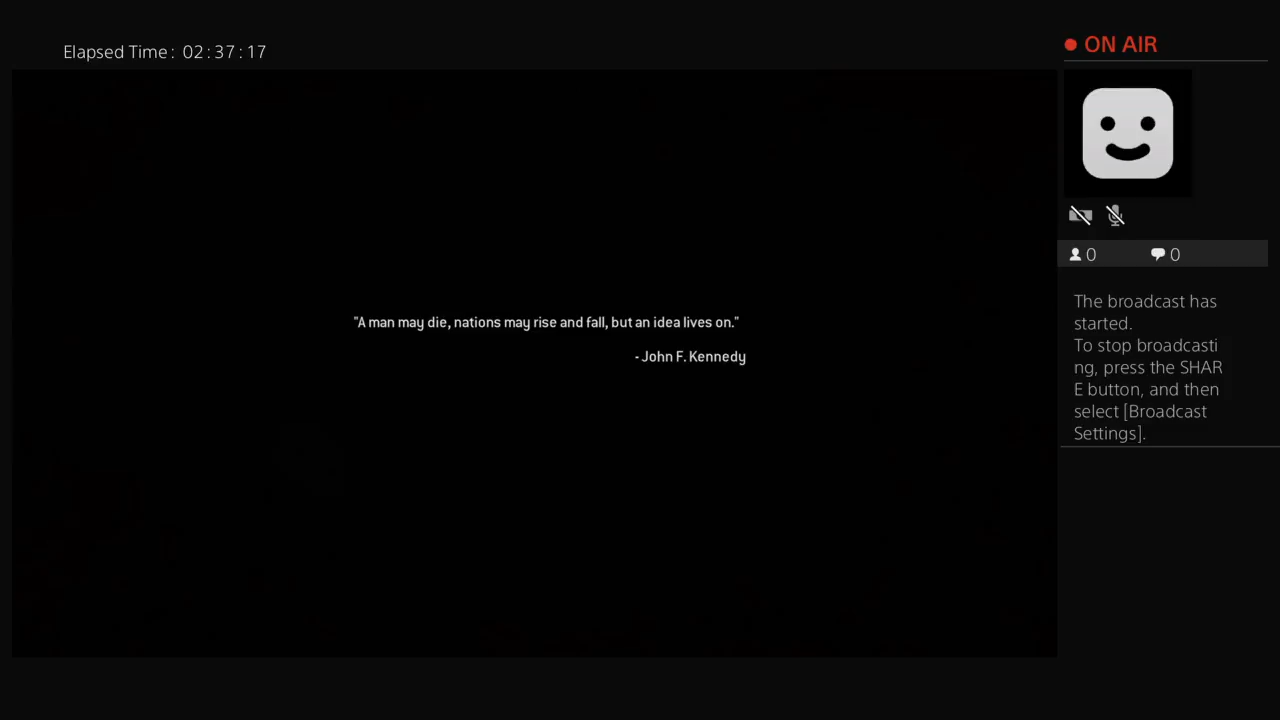 Elapsed Time: 02:37:17
ON AIR
0 0
"A man may die, nations may rise and fall, but an idea lives on."
- John F. Kennedy
The broadcast has
started.
To stop broadcasti
ng, press the SHAR
E button, and then
select [Broadcast
Settings].